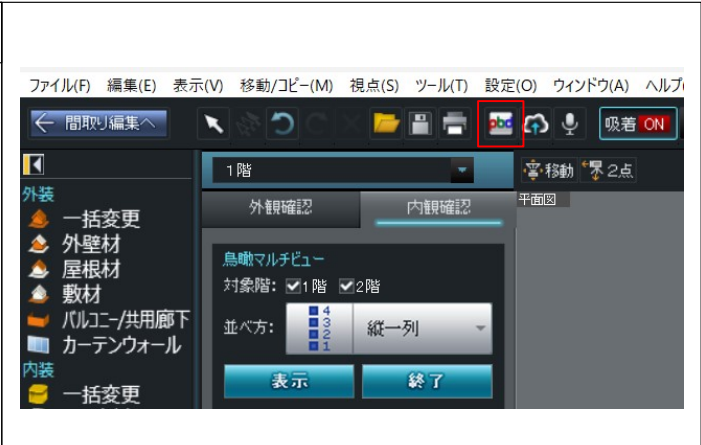 ファイル(F) 編集(E) 表示(V) 移動/コピー(M) 視点(S) ツール(T) 設定(O) ウィンドウ(A) ヘルプ(
← 間取り編集へ
abc
吸着 ON
1階
移動
2点
外観確認
内観確認
平面図
外装
一括変更
外壁材
屋根材
敷材
バルコニー/共用廊下
カーテンウォール
内装
一括変更
鳥瞰マルチビュー
対象階: 1階 2階
並べ方:
4
3
2
1
縦一列
表示
終了